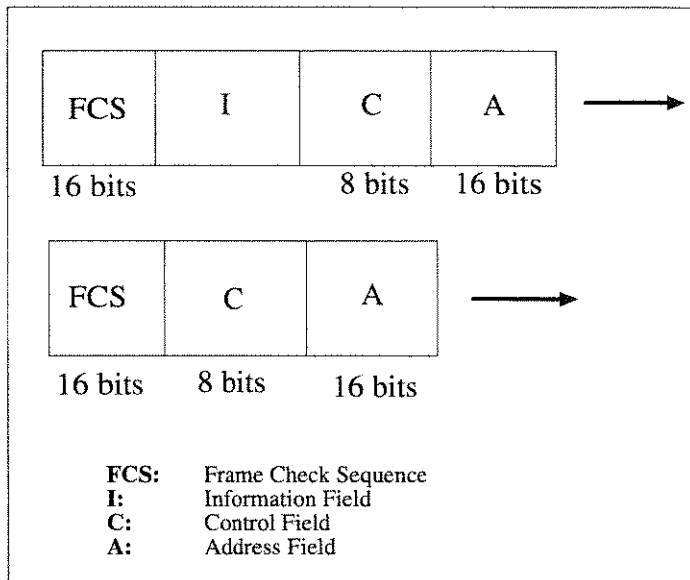 FCS I C A
16 bits 8 bits 16 bits
FCS C A
16 bits 8 bits 16 bits
FCS: Frame Check Sequence
I: Information Field
C: Control Field
A: Address Field